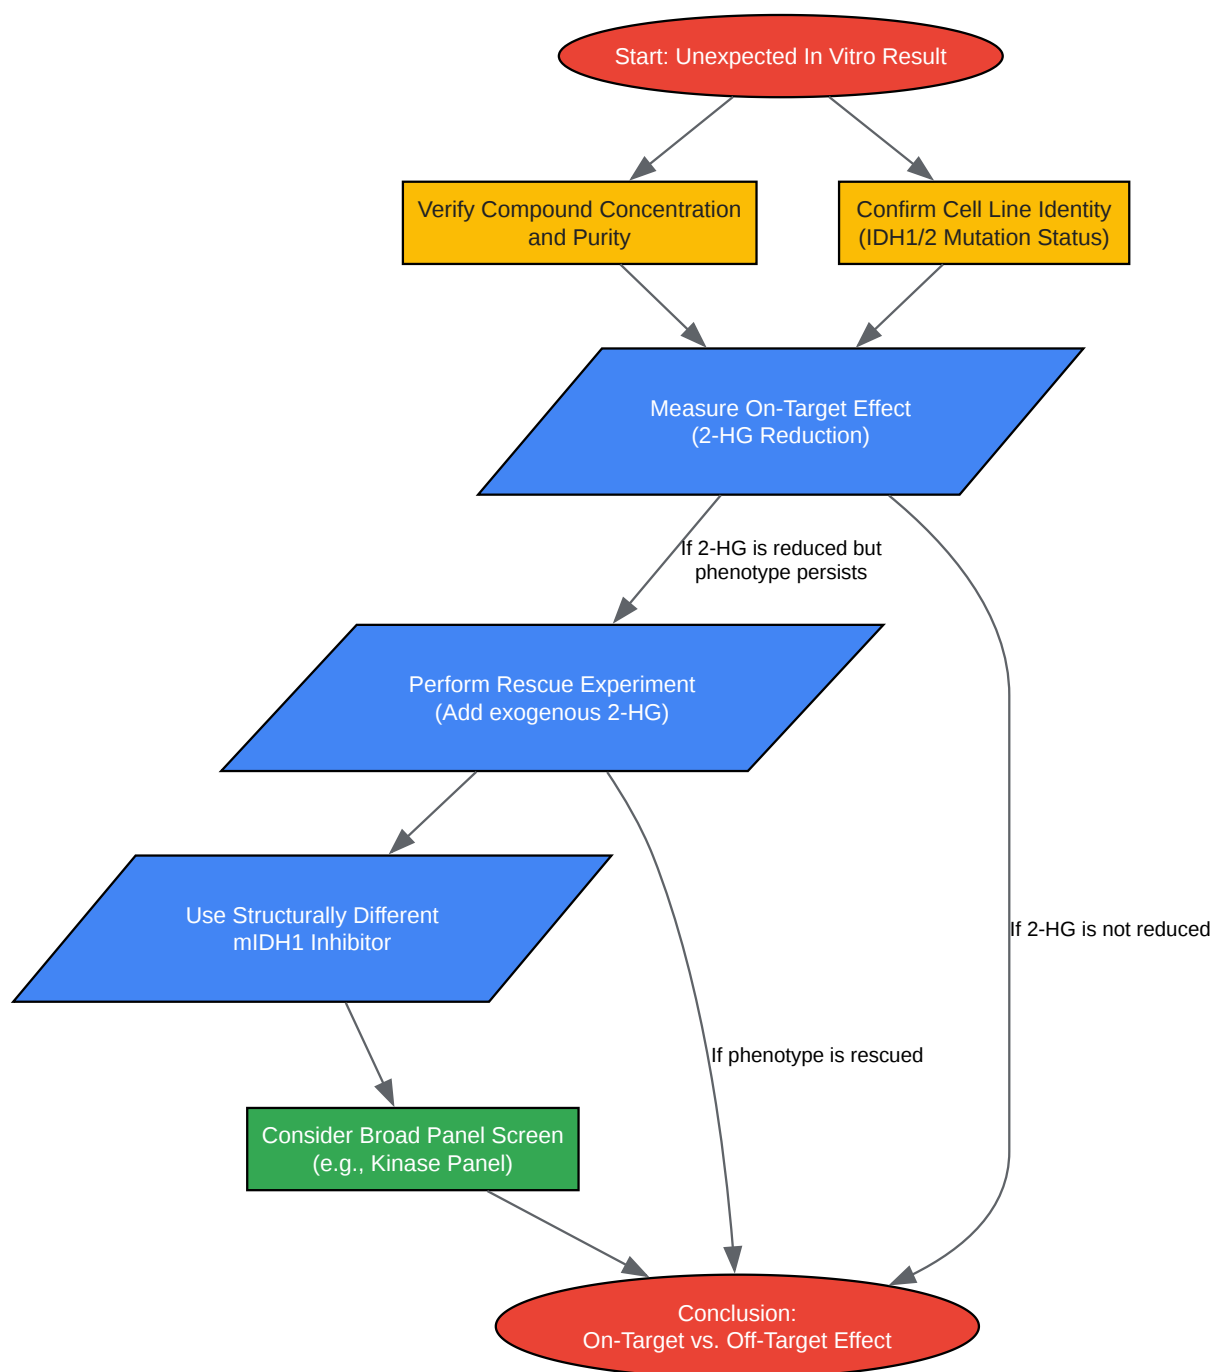 Start: Unexpected In Vitro Result
Verify Compound Concentration
and Purity
Confirm Cell Line Identity
(IDH1/2 Mutation Status)
Measure On-Target Effect
(2-HG Reduction)
If 2-HG is reduced but
phenotype persists
Perform Rescue Experiment
(Add exogenous 2-HG)
Use Structurally Different
mIDH1 Inhibitor
If 2-HG is not reduced
If phenotype is rescued
Consider Broad Panel Screen
(e.g., Kinase Panel)
Conclusion:
On-Target vs. Off-Target Effect